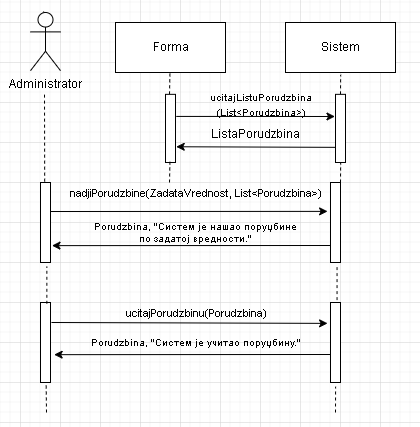 Administrator
Forma
Sistem
ucitajListuPorudzbina
(List<Porudzbina>)
ListaPorudzbina
nadjiPorudzbine(ZadataVrednost, List<Porudzbina>)
Porudzbina, "Систем је нашао поруџбине
по задатој вредности."
ucitajPorudzbinu(Porudzbina)
Porudzbina, "Систем је учитао поруџбину."